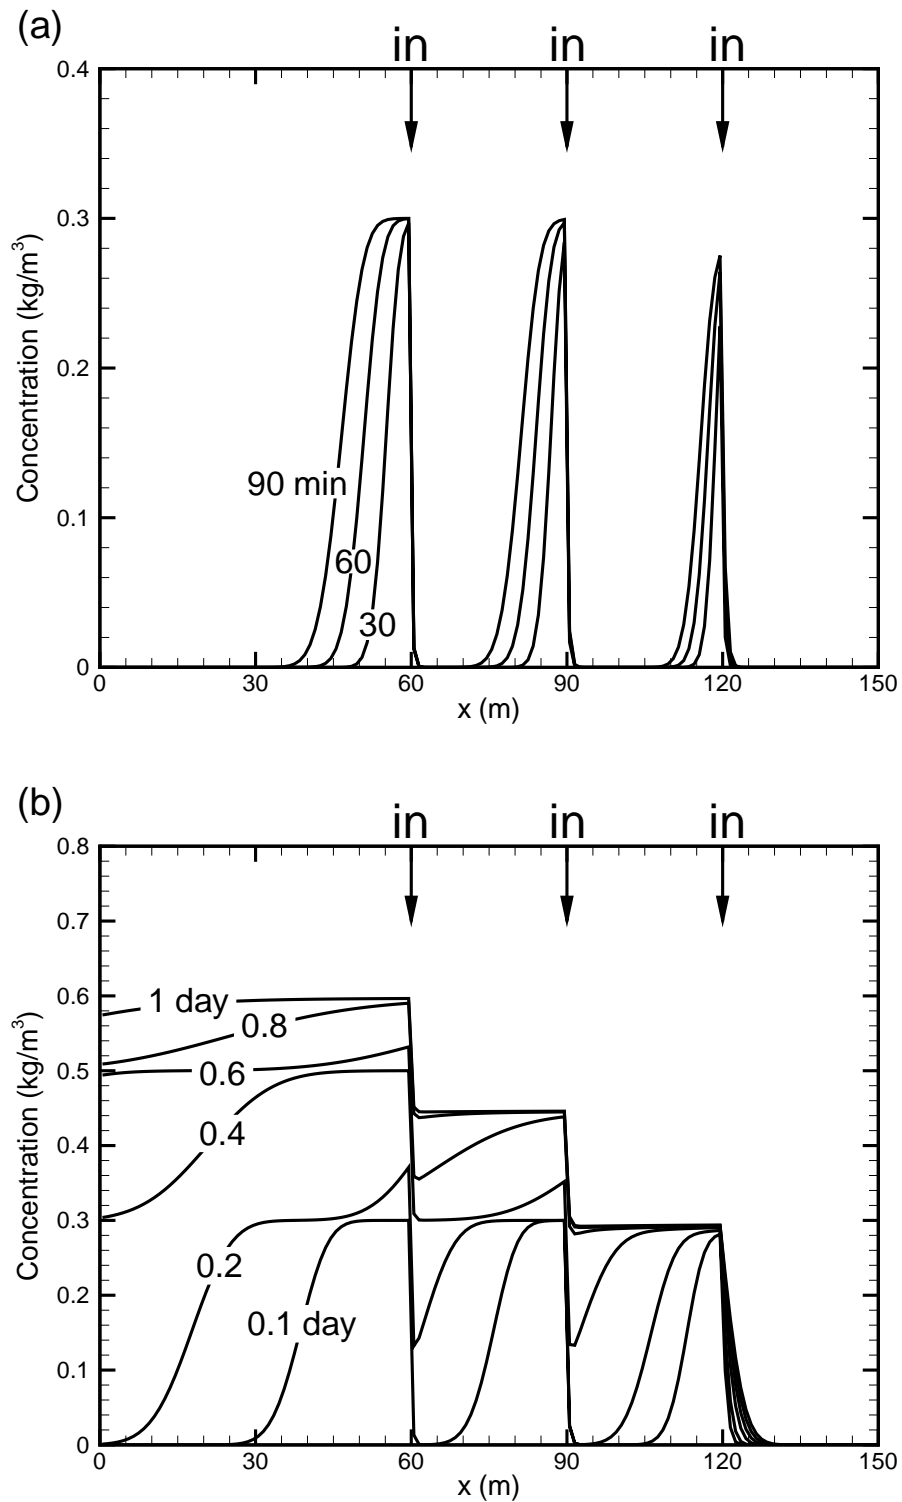 (a)
in in in
0.4
0.3
0.2
0.1
0
Concentration (kg/m³)
90 min
60
30
0 30 60 90 120 150
x (m)
(b)
in in in
0.8
0.7
0.6
0.5
0.4
0.3
0.2
0.1
0
Concentration (kg/m³)
1 day
0.8
0.6
0.4
0.2
0.1 day
0 30 60 90 120 150
x (m)